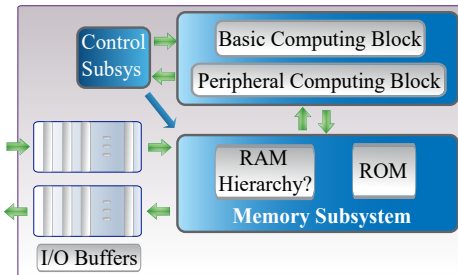 Control
Subsys
Basic Computing Block
Peripheral Computing Block
RAM
Hierarchy?
ROM
Memory Subsystem
I/O Buffers